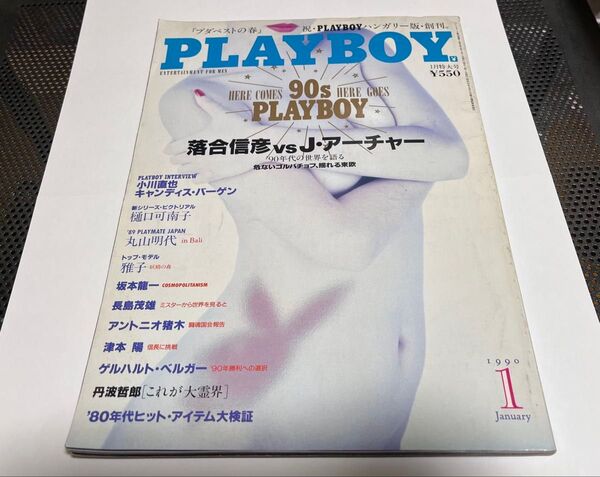 「ブダペストの春」 祝・PLAYBOYハンガリー版・創刊。
PLAYBOY
ENTERTAINMENT FOR MEN
1月特大号
¥550
HERE COMES 90s HERE GOES
PLAYBOY
落合信彦vsJ・アーチャー
'90年代の世界を語る
危ないゴルバチョフ、揺れる東欧
PLAYBOY INTERVIEW
小川直也
キャンディス・バーゲン
新シリーズ・ピクトリアル
樋口可南子
'89 PLAYMATE JAPAN
丸山明代 in Bali
トップ・モデル
雅子 妖精の森
坂本龍一 COSMOPOLITANISM
長島茂雄 ミスターから世界を見ると
アントニオ猪木 闘魂国会報告
津本 陽 信長に挑戦
ゲルハルト・ベルガー '90年勝利への選択
丹波哲郎[これが大霊界]
'80年代ヒット・アイテム大検証
1990
1
January